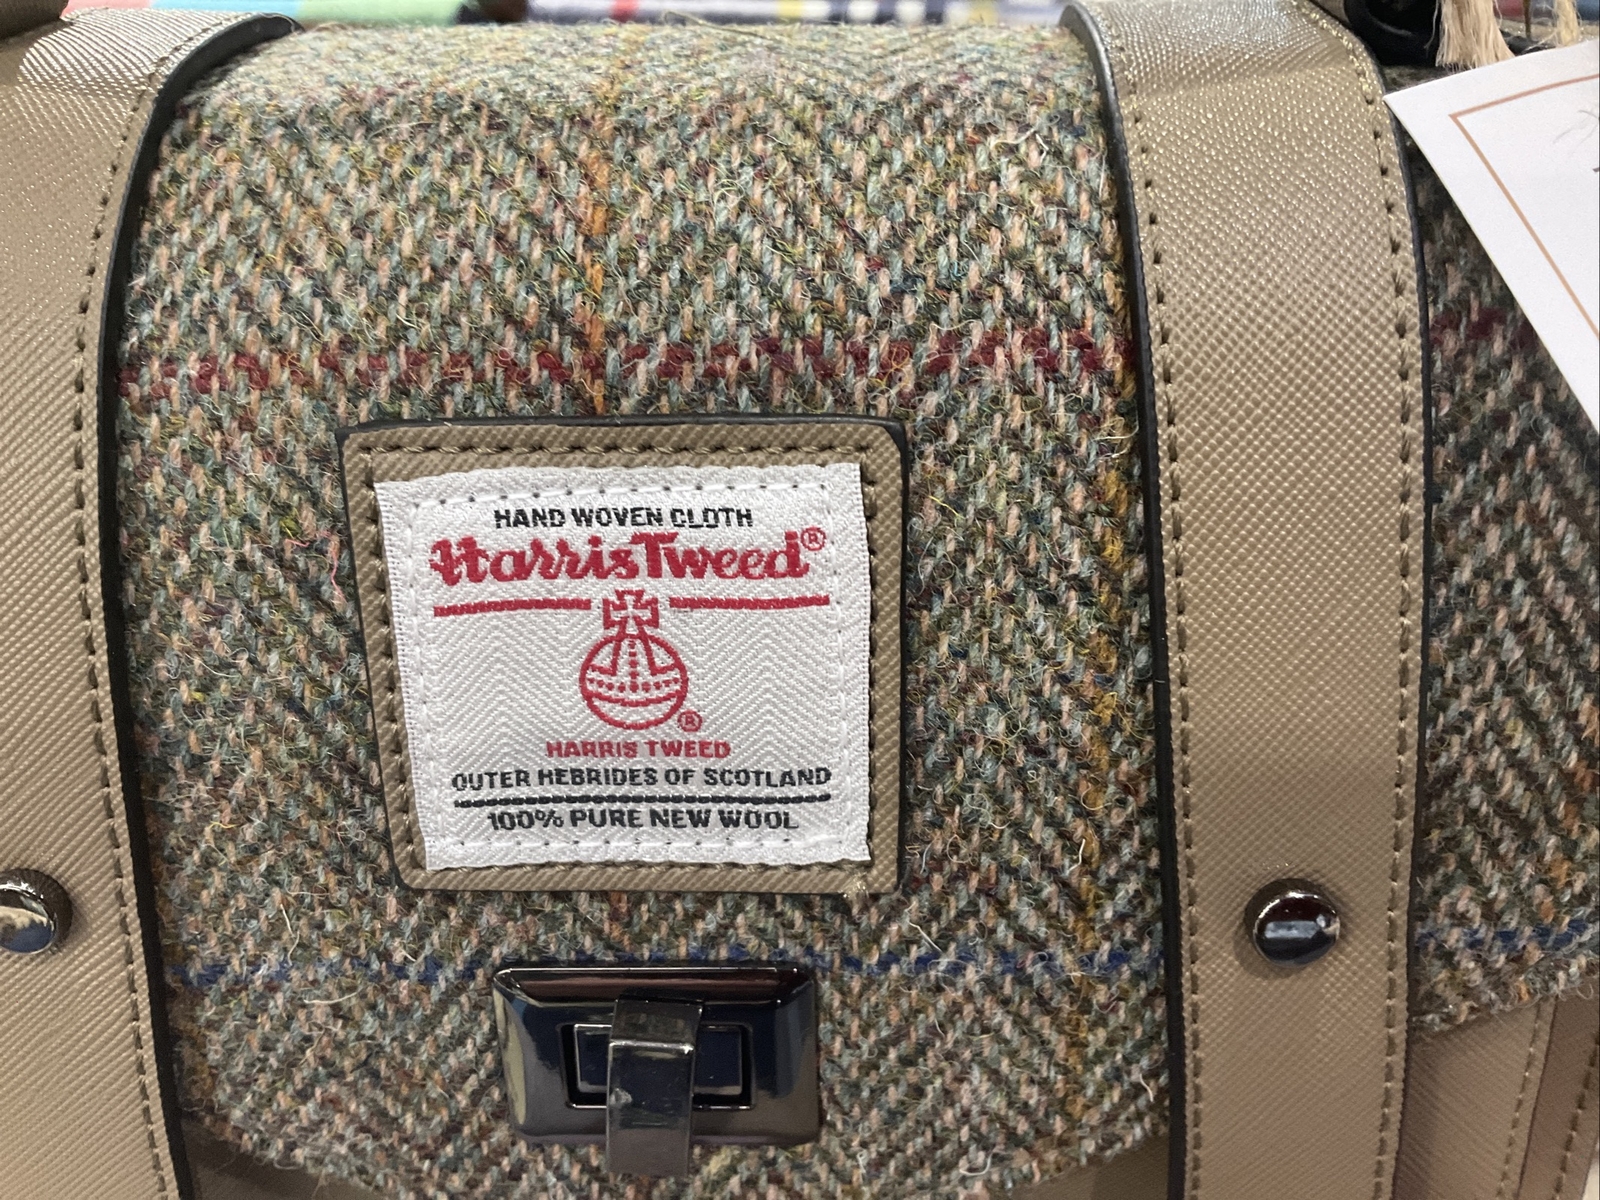 HAND WOVEN CLOTH
Harris Tweed®
®
HARRIS TWEED
OUTER HEBRIDES OF SCOTLAND
100% PURE NEW WOOL